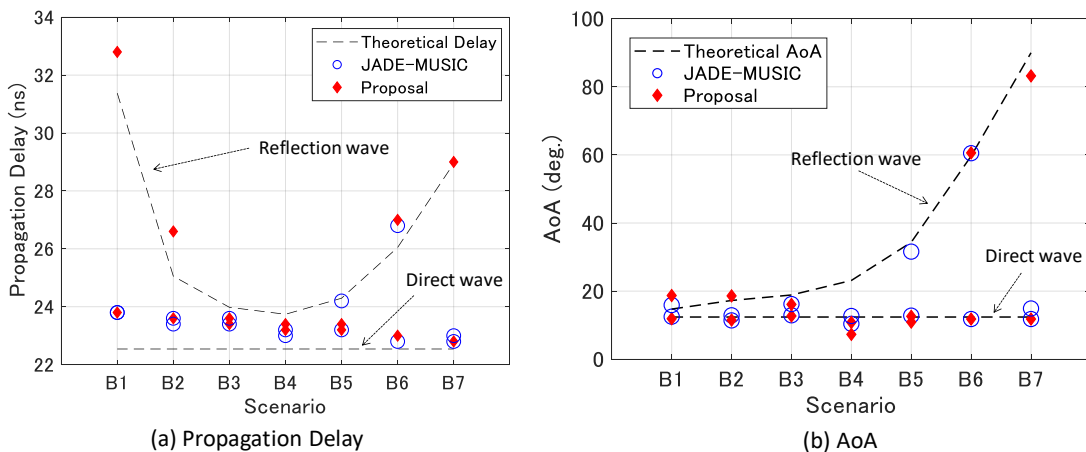 34
32
30
28
26
24
22
Propagation Delay (ns)
Theoretical Delay
JADE-MUSIC
Proposal
Reflection wave
Direct wave
B1 B2 B3 B4 B5 B6 B7
Scenario
(a) Propagation Delay
100
80
60
40
20
0
AoA (deg.)
Theoretical AoA
JADE-MUSIC
Proposal
Reflection wave
Direct wave
B1 B2 B3 B4 B5 B6 B7
Scenario
(b) AoA